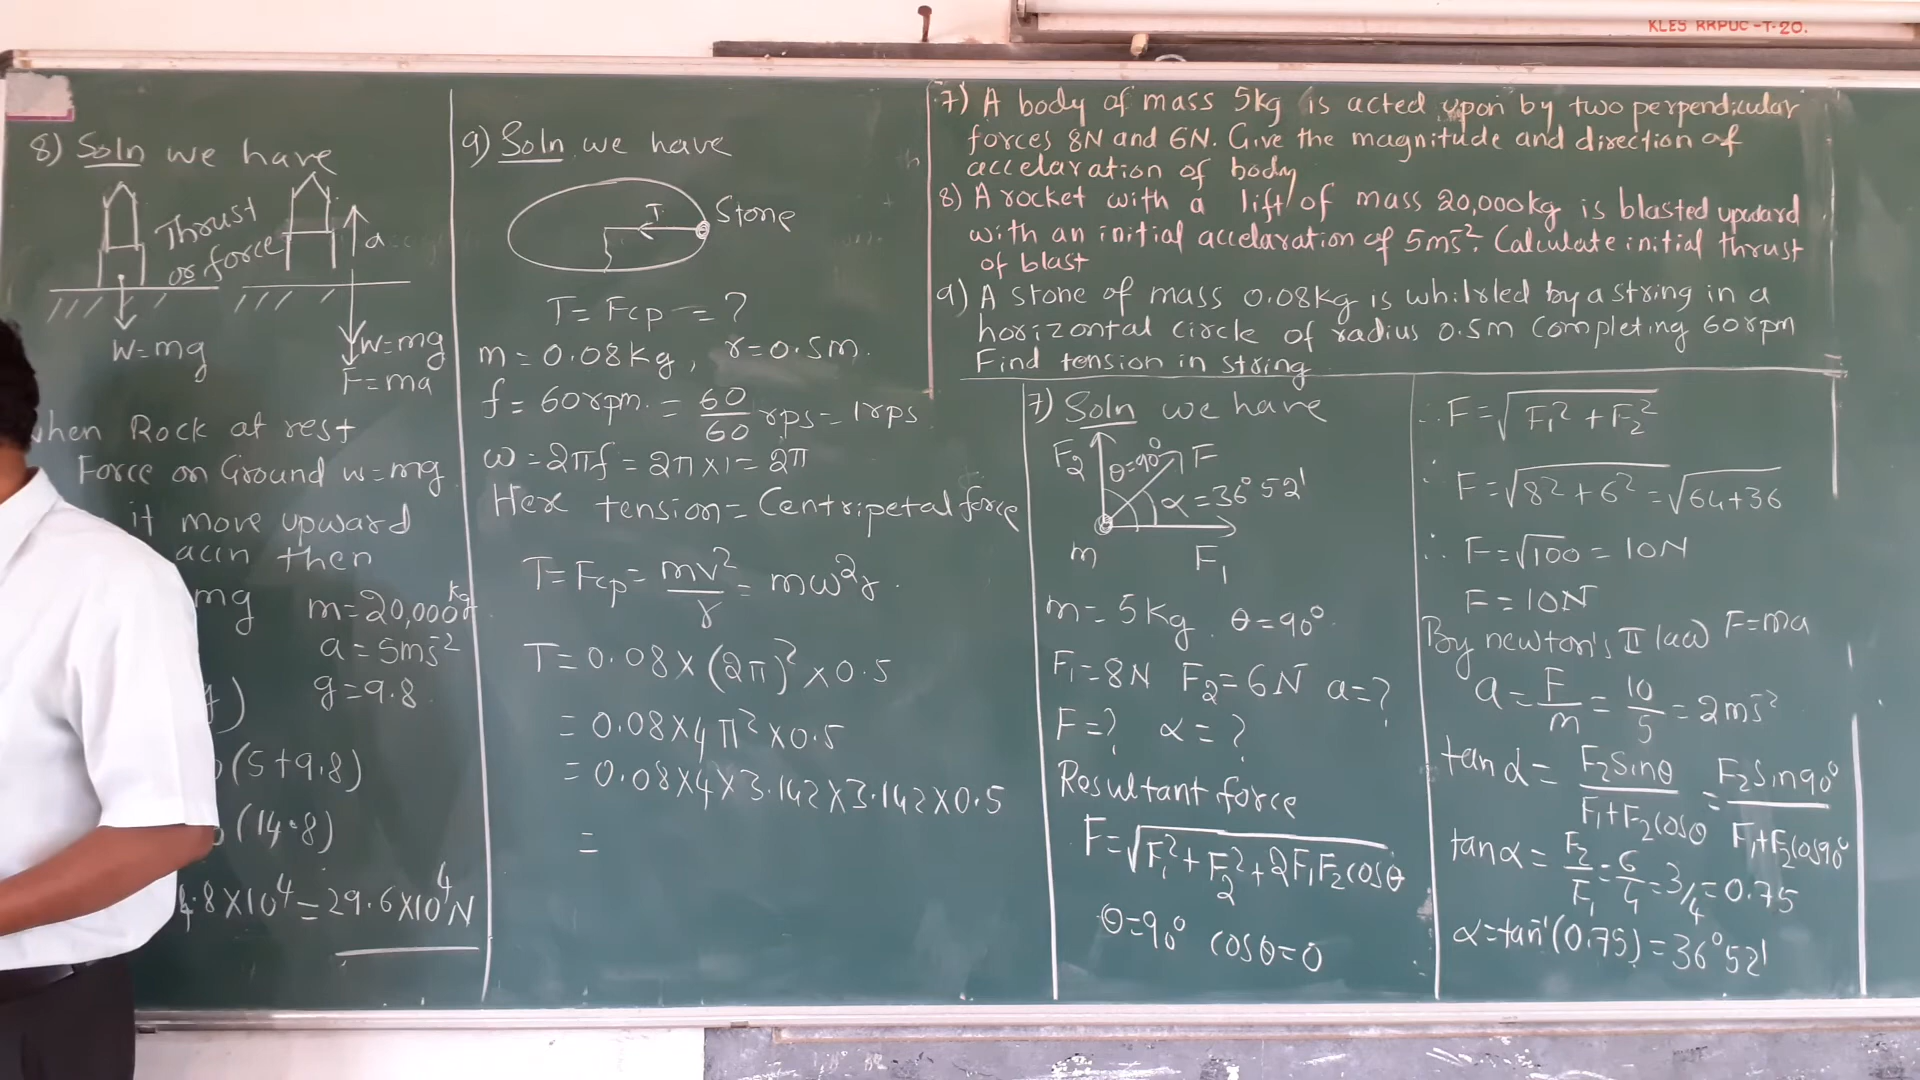 KLES RRPUC-T-20.
8) Soln we have
Thrust
or force
a
W=mg
W=mg
F=ma
When Rock at rest
Force on Ground w=mg
it move upward
accn then
mg m=20,000kg
a=5ms⁻²
g=9.8
(5+9.8)
(14.8)
.8×10⁴=29.6×10⁴N
9) Soln we have
T
Stone
T=Fcp=?
m=0.08kg, r=0.5m.
f=60rpm.=60/60 rps=1rps
ω=2πf=2π×1=2π
Here tension=Centripetal force
T=Fcp=mv²/r=mω²r.
T=0.08×(2π)²×0.5
=0.08×4π²×0.5
=0.08×4×3.142×3.142×0.5
=
7) A body of mass 5kg is acted upon by two perpendicular
forces 8N and 6N. Give the magnitude and direction of
accelaration of body
8) A rocket with a lift of mass 20,000kg is blasted upward
with an initial accelaration of 5ms⁻². Calculate initial thrust
of blast
9) A stone of mass 0.08kg is whilrled by a string in a
horizontal circle of radius 0.5m completing 60rpm
Find tension in string
7) Soln we have
F₂ θ=90° F
α=36°52'
m F₁
m=5Kg. θ=90°
F₁=8N F₂=6N a=?
F=? α=?
Resultant force
F=√F₁²+F₂²+2F₁F₂cosθ
θ=90° cosθ=0
∴F=√F₁²+F₂²
∴F=√8²+6²=√64+36
∴F=√100=10N
F=10N
By newton's II law F=ma
a=F/m=10/5=2ms⁻²
tanα=F₂Sinθ/F₁+F₂cosθ=F₂Sin90°/F₁+F₂cos90°
tanα=F₂/F₁=6/4=3/4=0.75
α=tan⁻¹(0.75)=36°52'